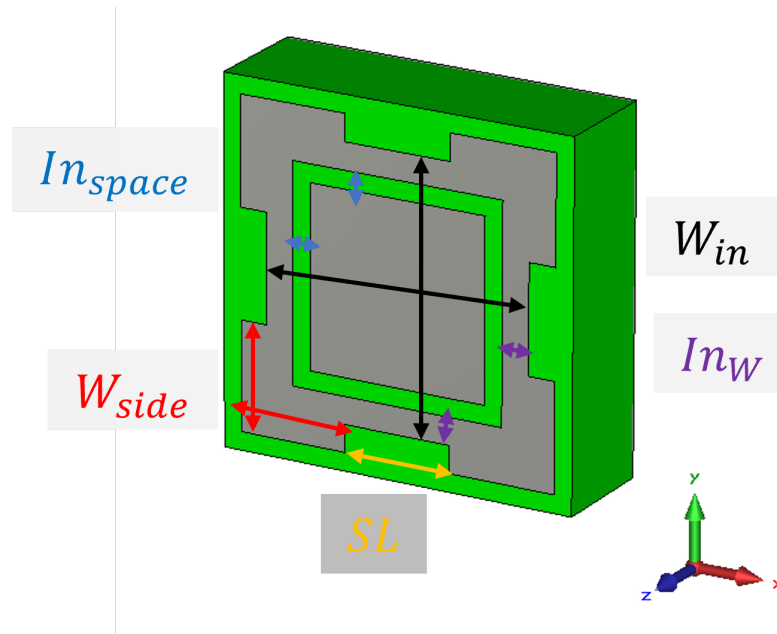 In_space
W_in
In_W
W_side
SL
Y
X
Z